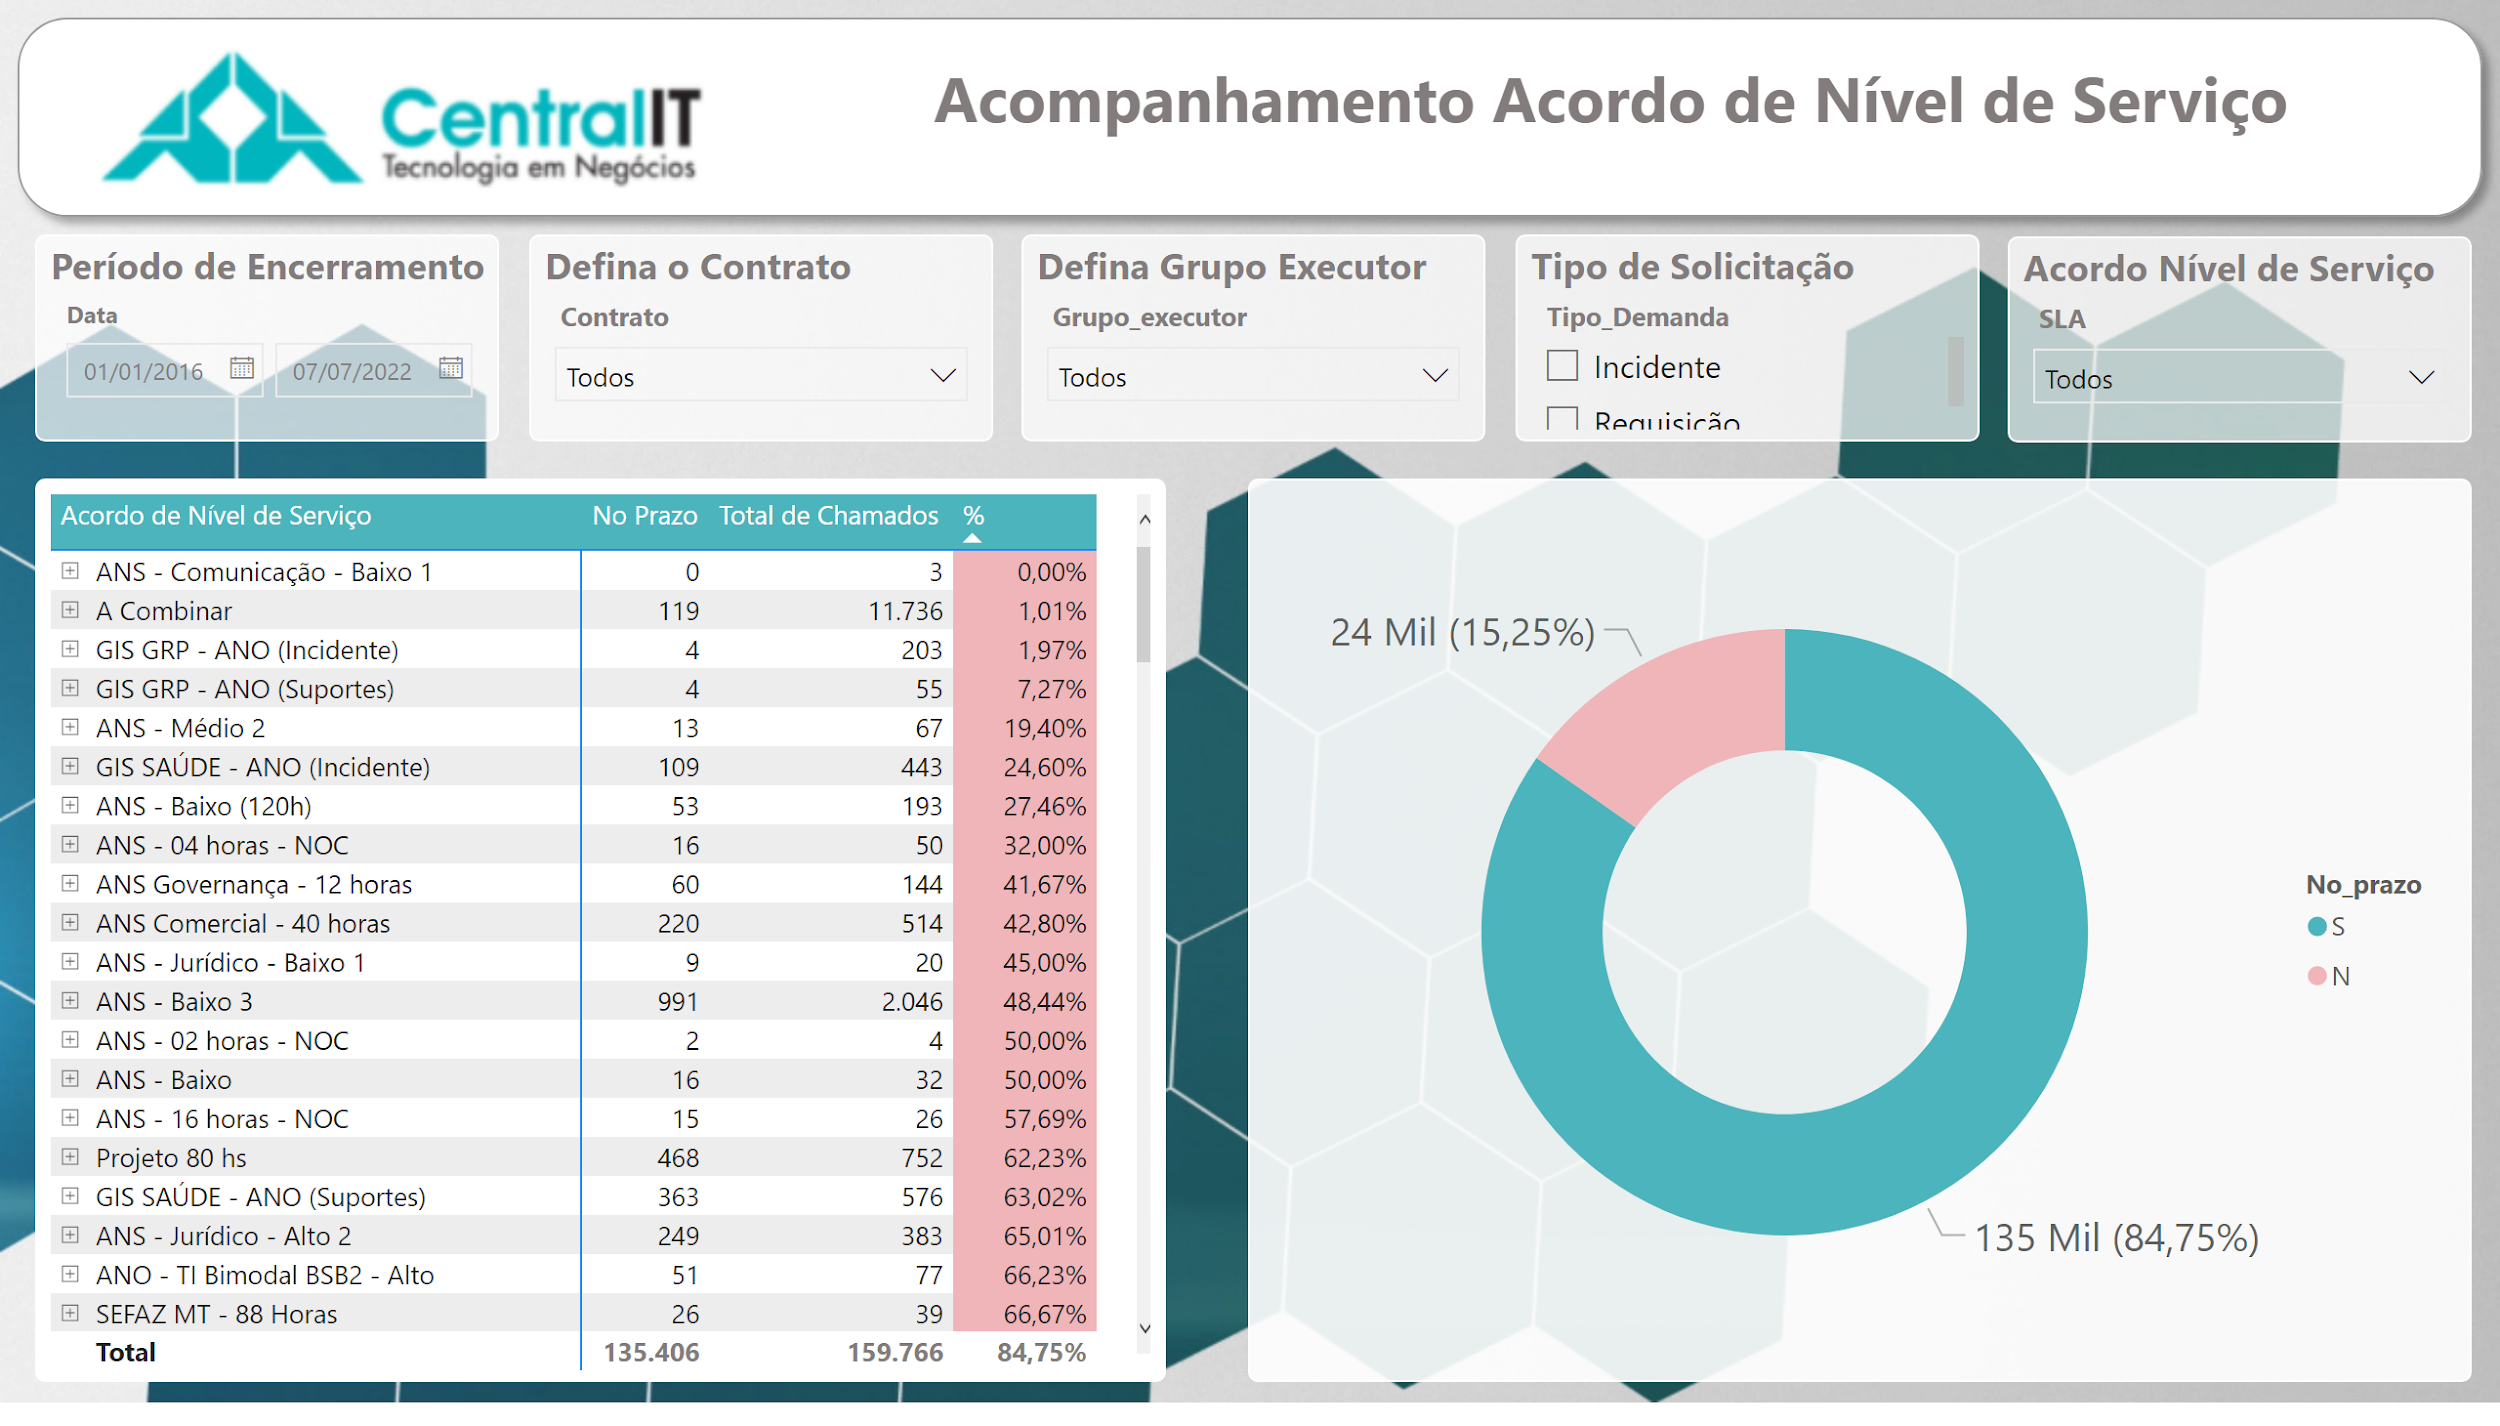 CentralIT
Tecnologia em Negócios
Acompanhamento Acordo de Nível de Serviço
Período de Encerramento
Data
01/01/2016
07/07/2022
Defina o Contrato
Contrato
Todos
Defina Grupo Executor
Grupo_executor
Todos
Tipo de Solicitação
Tipo_Demanda
Incidente
Requisição
Acordo Nível de Serviço
SLA
Todos
Acordo de Nível de Serviço No Prazo Total de Chamados %
ANS - Comunicação - Baixo 1 0 3 0,00%
A Combinar 119 11.736 1,01%
GIS GRP - ANO (Incidente) 4 203 1,97%
GIS GRP - ANO (Suportes) 4 55 7,27%
ANS - Médio 2 13 67 19,40%
GIS SAÚDE - ANO (Incidente) 109 443 24,60%
ANS - Baixo (120h) 53 193 27,46%
ANS - 04 horas - NOC 16 50 32,00%
ANS Governança - 12 horas 60 144 41,67%
ANS Comercial - 40 horas 220 514 42,80%
ANS - Jurídico - Baixo 1 9 20 45,00%
ANS - Baixo 3 991 2.046 48,44%
ANS - 02 horas - NOC 2 4 50,00%
ANS - Baixo 16 32 50,00%
ANS - 16 horas - NOC 15 26 57,69%
Projeto 80 hs 468 752 62,23%
GIS SAÚDE - ANO (Suportes) 363 576 63,02%
ANS - Jurídico - Alto 2 249 383 65,01%
ANO - TI Bimodal BSB2 - Alto 51 77 66,23%
SEFAZ MT - 88 Horas 26 39 66,67%
Total 135.406 159.766 84,75%
24 Mil (15,25%)
135 Mil (84,75%)
No_prazo
S
N